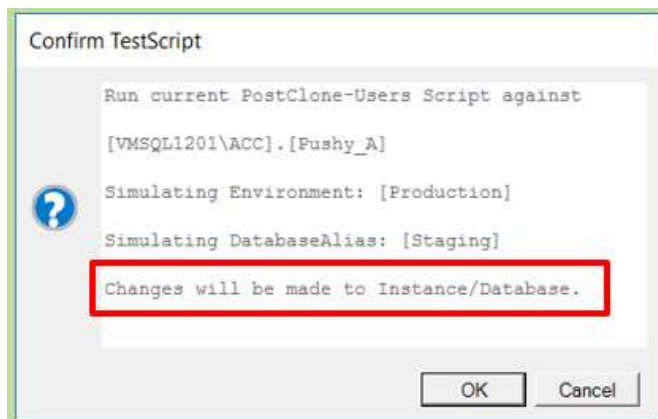 Confirm TestScript
Run current PostClone-Users Script against
[VMSQL1201\ACC].[Pushy_A]
Simulating Environment: [Production]
Simulating DatabaseAlias: [Staging]
Changes will be made to Instance/Database.
OK Cancel